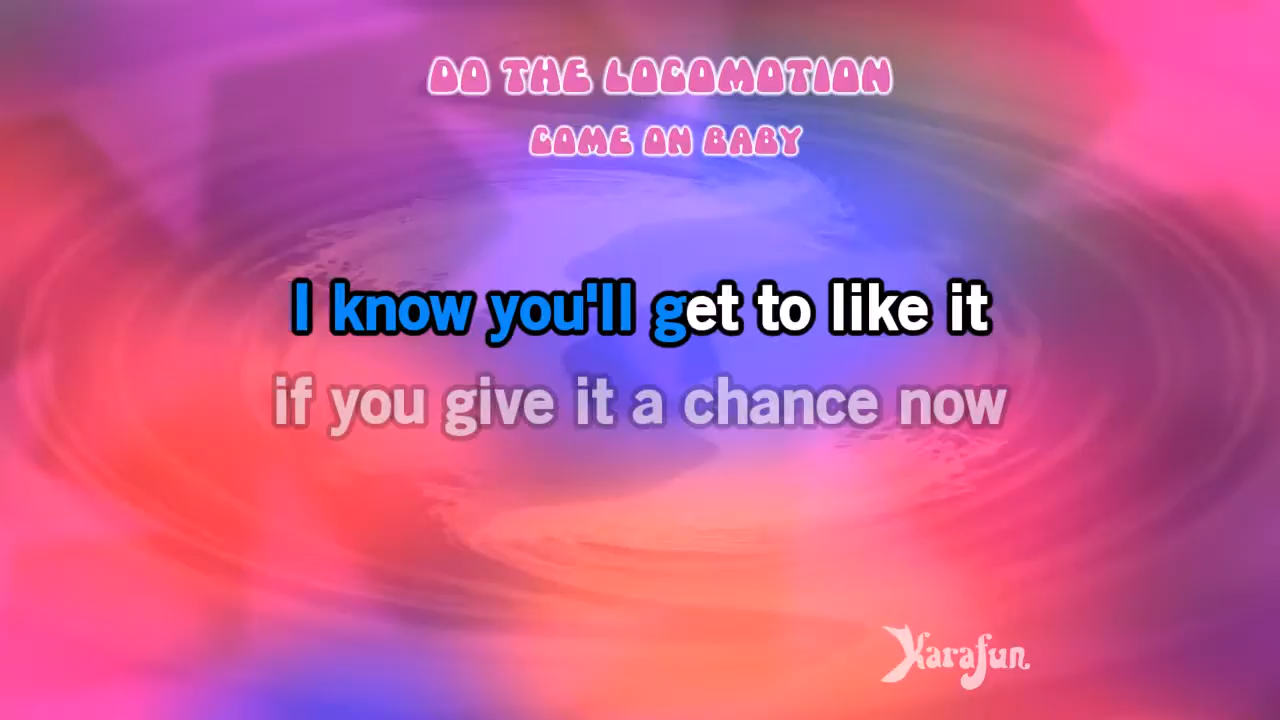 DO THE LOCOMOTION
COME ON BABY
I know you'll get to like it
if you give it a chance now
Karafun